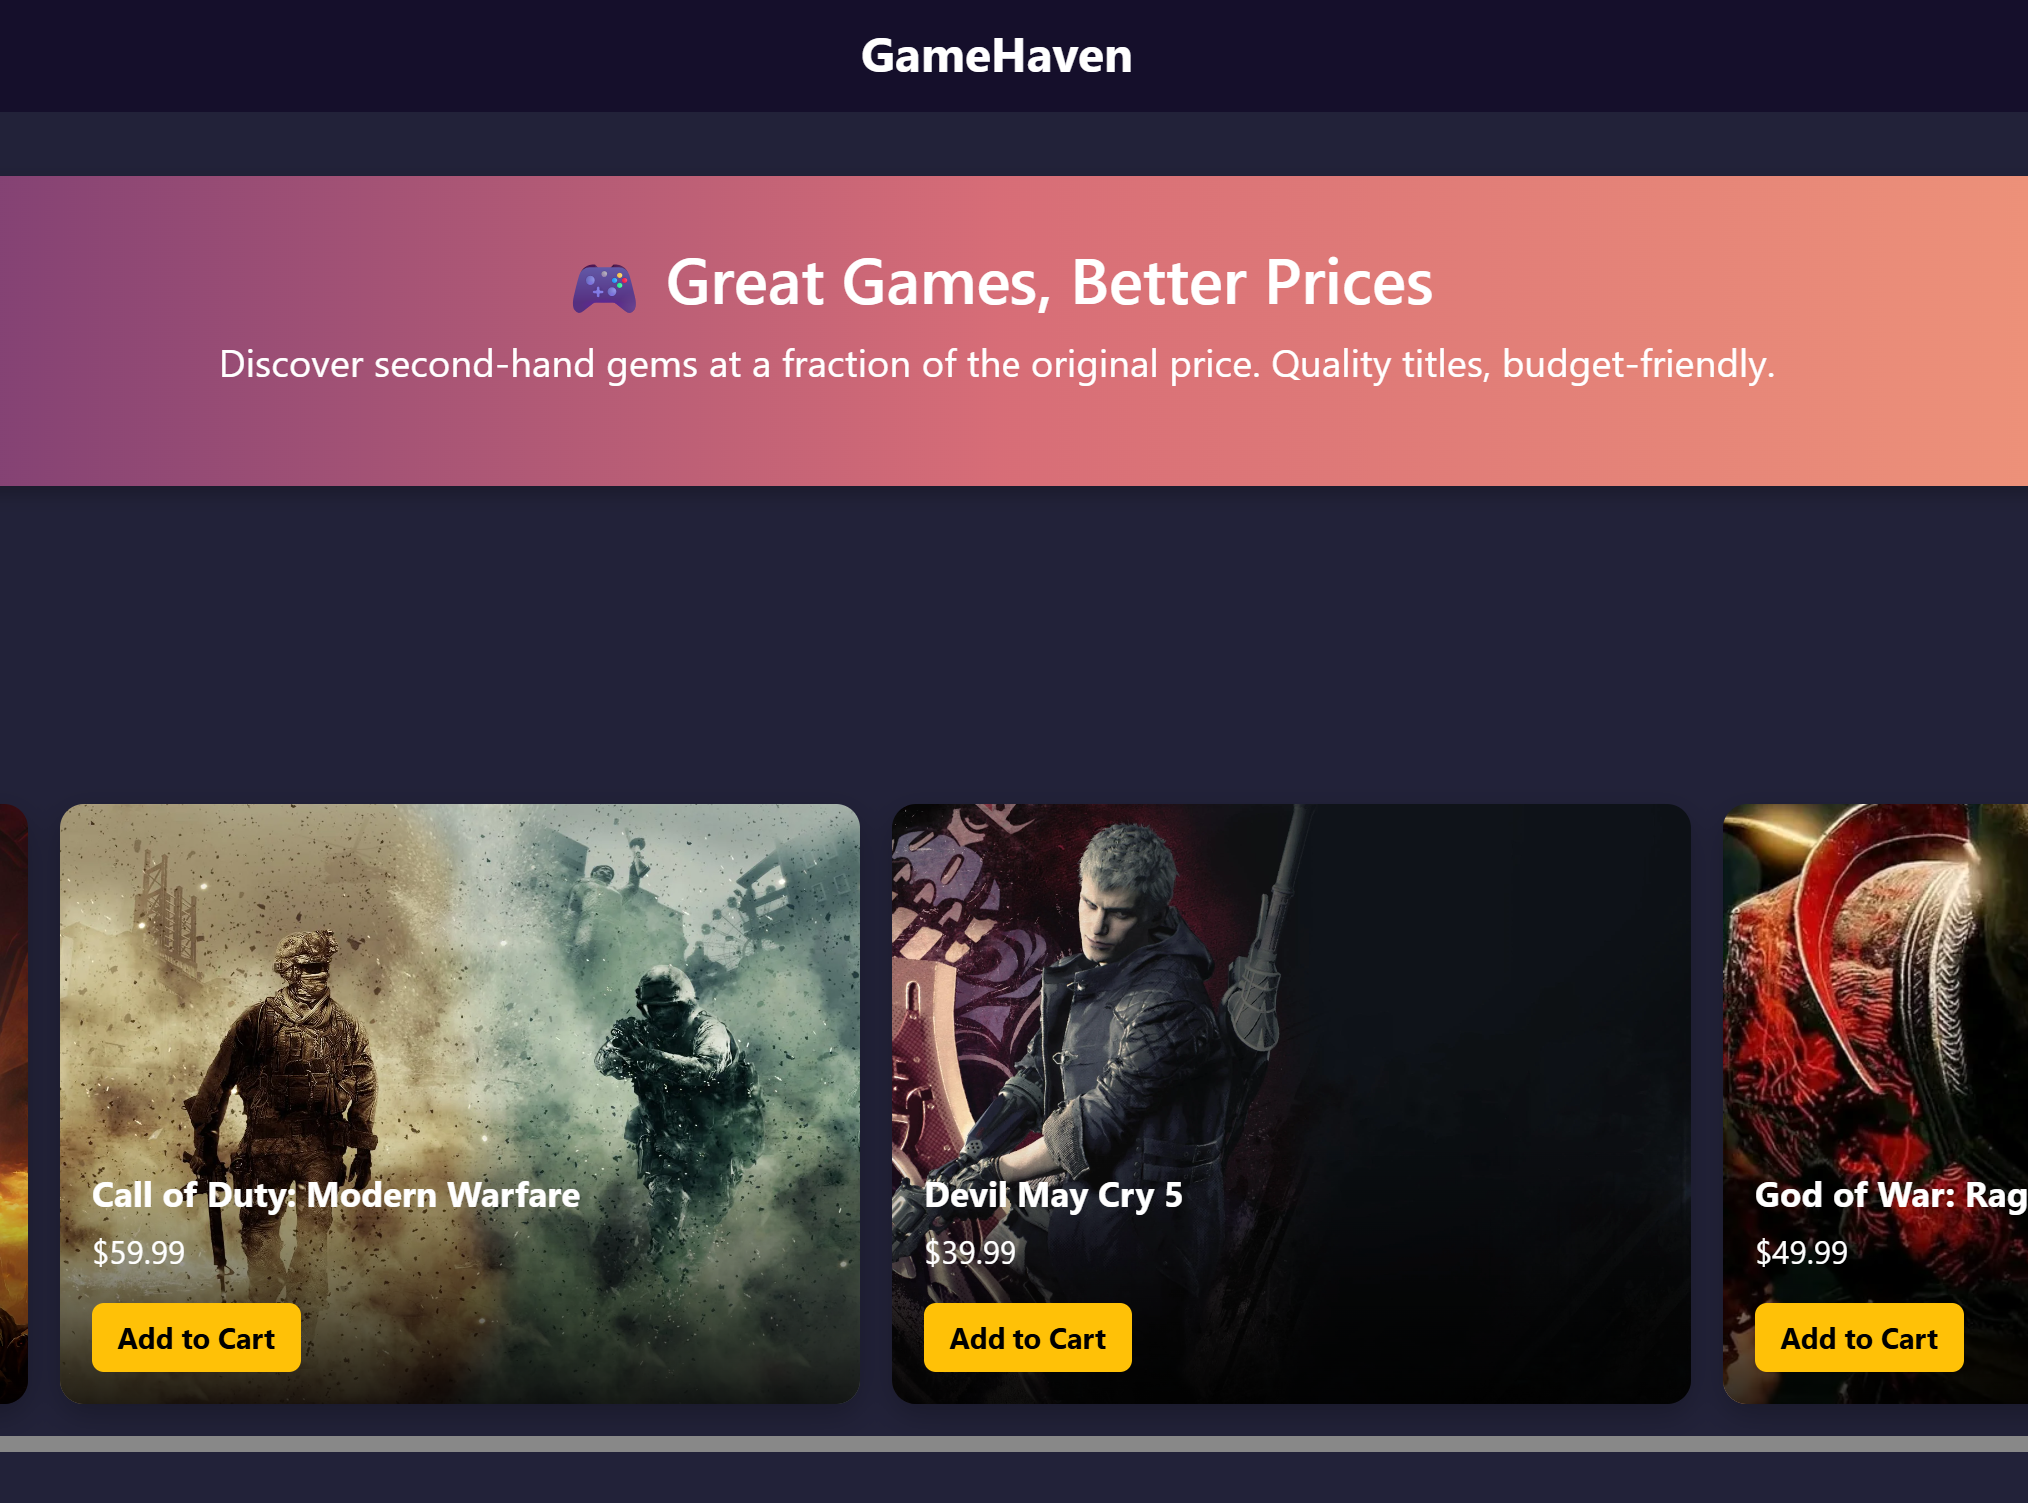 GameHaven
🎮 Great Games, Better Prices
Discover second-hand gems at a fraction of the original price. Quality titles, budget-friendly.
Call of Duty: Modern Warfare
$59.99
Add to Cart
Devil May Cry 5
$39.99
Add to Cart
God of War: Rag
$49.99
Add to Cart